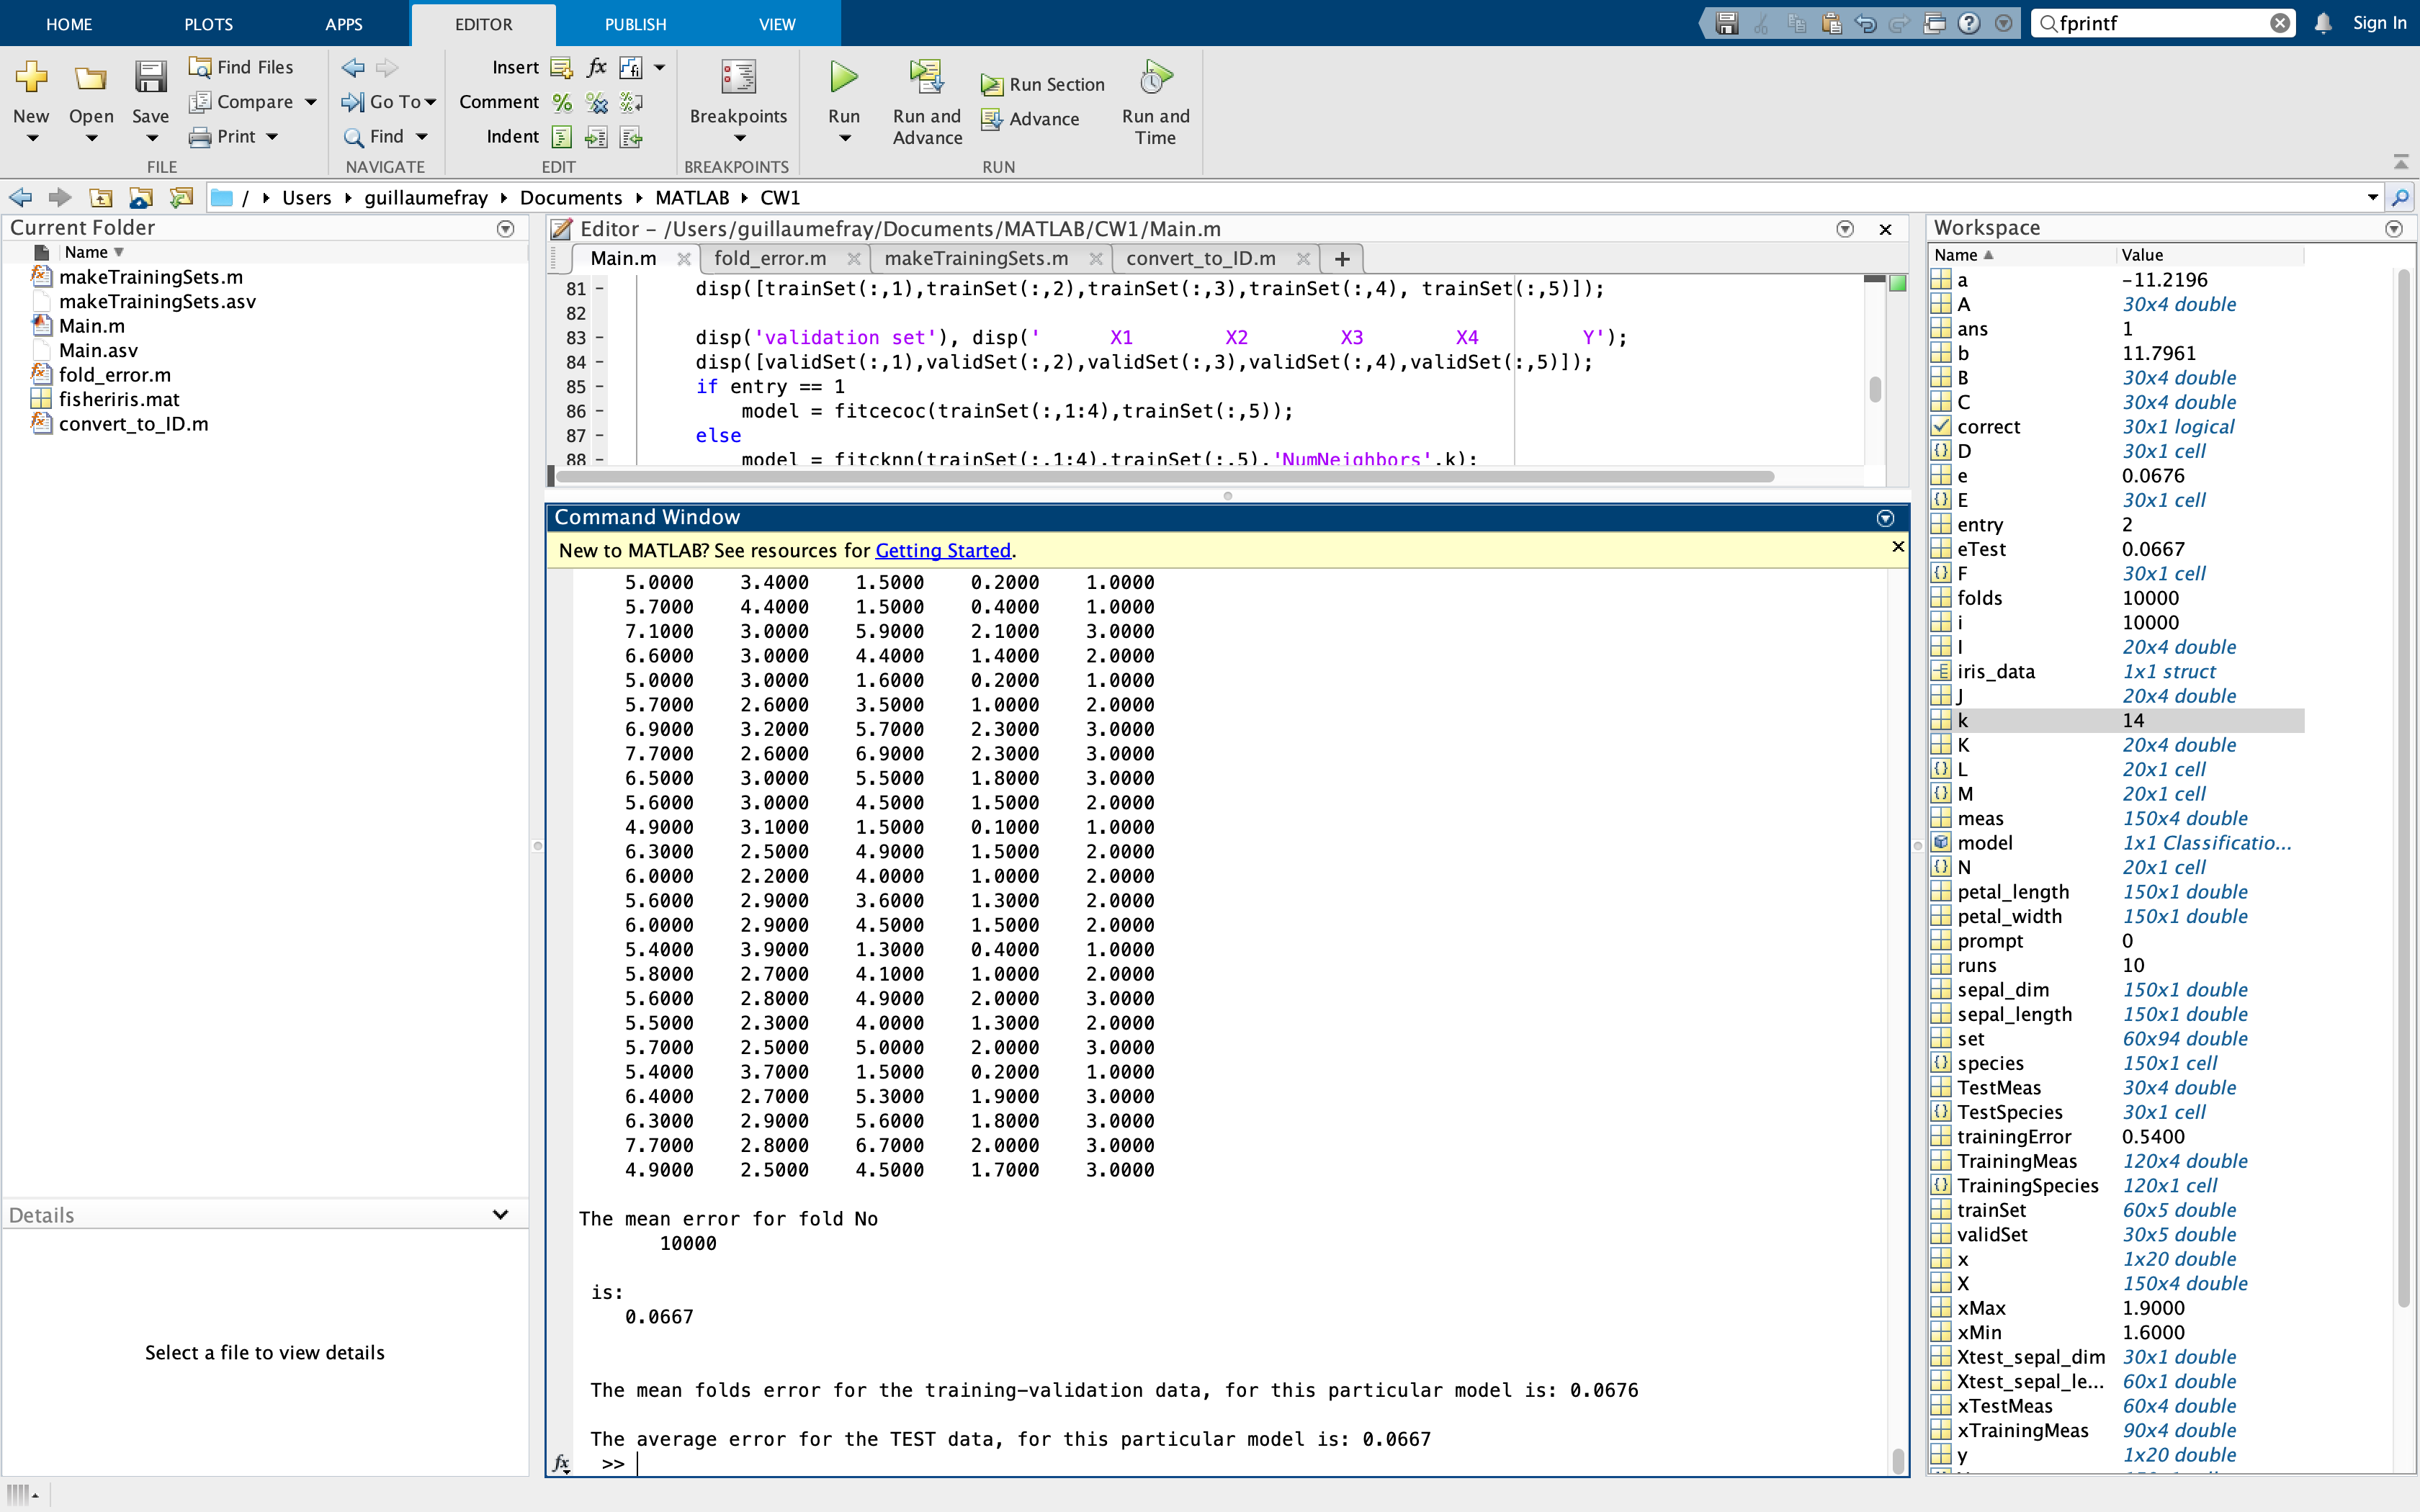 HOME PLOTS APPS EDITOR PUBLISH VIEW fprintf Sign In
New Open Save Find Files Compare Print
FILE
Go To Find
NAVIGATE
Insert fx fi
Comment
Indent
EDIT
Breakpoints
BREAKPOINTS
Run Run and Advance Run Section Advance Run and Time
RUN
/ Users guillaumefray Documents MATLAB CW1
Current Folder
Name
makeTrainingSets.m
makeTrainingSets.asv
Main.m
Main.asv
fold_error.m
fisheriris.mat
convert_to_ID.m
Details
Select a file to view details
Editor – /Users/guillaumefray/Documents/MATLAB/CW1/Main.m
Main.m fold_error.m makeTrainingSets.m convert_to_ID.m +
81 – disp([trainSet(:,1),trainSet(:,2),trainSet(:,3),trainSet(:,4), trainSet(:,5)]);
82
83 – disp('validation set'), disp(' X1 X2 X3 X4 Y');
84 – disp([validSet(:,1),validSet(:,2),validSet(:,3),validSet(:,4),validSet(:,5)]);
85 – if entry == 1
86 – model = fitcecoc(trainSet(:,1:4),trainSet(:,5));
87 – else
88 – model = fitcknn(trainSet(:,1:4),trainSet(:,5),'NumNeighbors',k);
Command Window
New to MATLAB? See resources for Getting Started.
5.0000 3.4000 1.5000 0.2000 1.0000
5.7000 4.4000 1.5000 0.4000 1.0000
7.1000 3.0000 5.9000 2.1000 3.0000
6.6000 3.0000 4.4000 1.4000 2.0000
5.0000 3.0000 1.6000 0.2000 1.0000
5.7000 2.6000 3.5000 1.0000 2.0000
6.9000 3.2000 5.7000 2.3000 3.0000
7.7000 2.6000 6.9000 2.3000 3.0000
6.5000 3.0000 5.5000 1.8000 3.0000
5.6000 3.0000 4.5000 1.5000 2.0000
4.9000 3.1000 1.5000 0.1000 1.0000
6.3000 2.5000 4.9000 1.5000 2.0000
6.0000 2.2000 4.0000 1.0000 2.0000
5.6000 2.9000 3.6000 1.3000 2.0000
6.0000 2.9000 4.5000 1.5000 2.0000
5.4000 3.9000 1.3000 0.4000 1.0000
5.8000 2.7000 4.1000 1.0000 2.0000
5.6000 2.8000 4.9000 2.0000 3.0000
5.5000 2.3000 4.0000 1.3000 2.0000
5.7000 2.5000 5.0000 2.0000 3.0000
5.4000 3.7000 1.5000 0.2000 1.0000
6.4000 2.7000 5.3000 1.9000 3.0000
6.3000 2.9000 5.6000 1.8000 3.0000
7.7000 2.8000 6.7000 2.0000 3.0000
4.9000 2.5000 4.5000 1.7000 3.0000
The mean error for fold No
10000
is:
0.0667
The mean folds error for the training-validation data, for this particular model is: 0.0676
The average error for the TEST data, for this particular model is: 0.0667
fx >>
Workspace
Name Value
a -11.2196
A 30x4 double
ans 1
b 11.7961
B 30x4 double
C 30x4 double
correct 30x1 logical
D 30x1 cell
e 0.0676
E 30x1 cell
entry 2
eTest 0.0667
F 30x1 cell
folds 10000
i 10000
I 20x4 double
iris_data 1x1 struct
J 20x4 double
k 14
K 20x4 double
L 20x1 cell
M 20x1 cell
meas 150x4 double
model 1x1 Classificatio...
N 20x1 cell
petal_length 150x1 double
petal_width 150x1 double
prompt 0
runs 10
sepal_dim 150x1 double
sepal_length 150x1 double
set 60x94 double
species 150x1 cell
TestMeas 30x4 double
TestSpecies 30x1 cell
trainingError 0.5400
TrainingMeas 120x4 double
TrainingSpecies 120x1 cell
trainSet 60x5 double
validSet 30x5 double
x 1x20 double
X 150x4 double
xMax 1.9000
xMin 1.6000
Xtest_sepal_dim 30x1 double
Xtest_sepal_le... 60x1 double
xTestMeas 60x4 double
xTrainingMeas 90x4 double
y 1x20 double